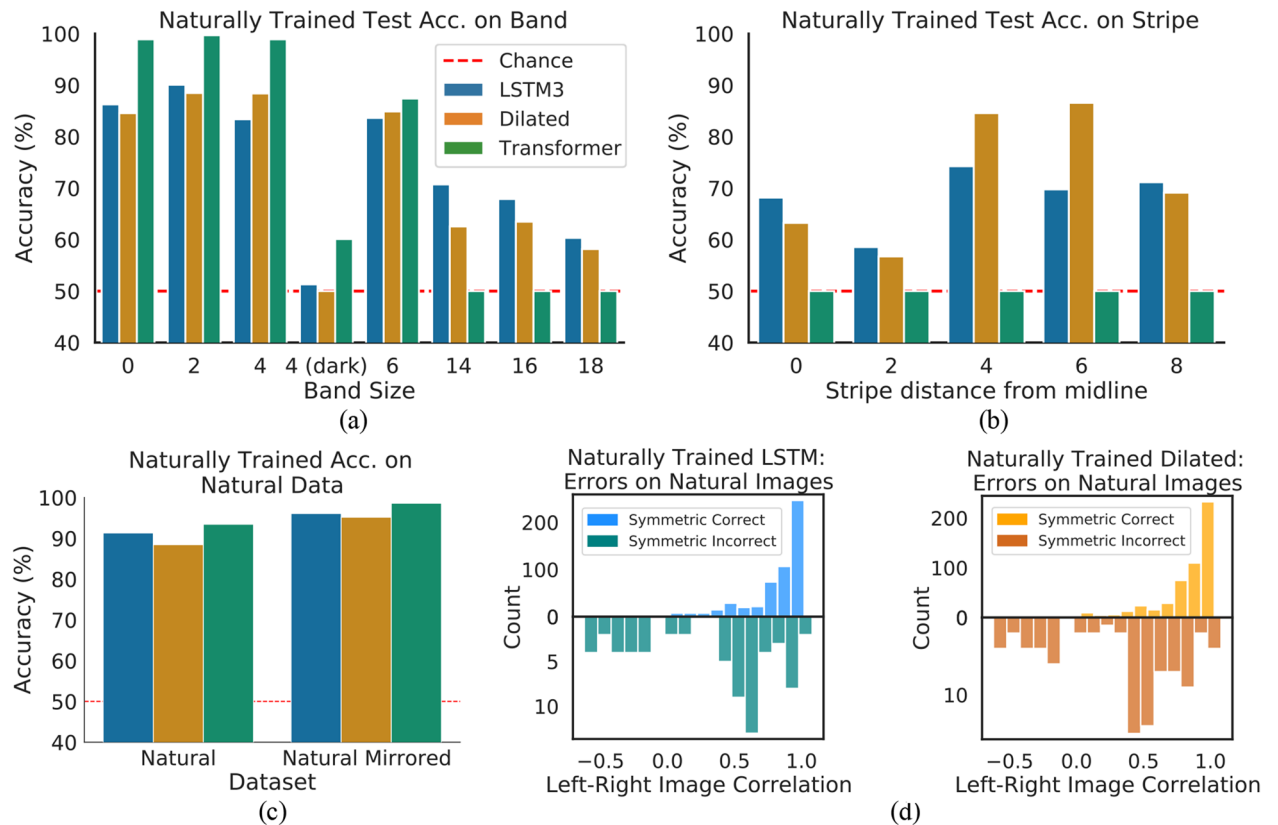 Naturally Trained Test Acc. on Band
Accuracy (%)
100
90
80
70
60
50
40
Chance
LSTM3
Dilated
Transformer
0 2 4 4 (dark) 6 14 16 18
Band Size
(a)
Naturally Trained Test Acc. on Stripe
Accuracy (%)
100
90
80
70
60
50
40
0 2 4 6 8
Stripe distance from midline
(b)
Naturally Trained Acc. on
Natural Data
Accuracy (%)
100
90
80
70
60
50
40
Natural Natural Mirrored
Dataset
(c)
Naturally Trained LSTM:
Errors on Natural Images
Symmetric Correct
Symmetric Incorrect
Count
200
100
0
5
10
−0.5 0.0 0.5 1.0
Left-Right Image Correlation
Naturally Trained Dilated:
Errors on Natural Images
Symmetric Correct
Symmetric Incorrect
Count
200
100
0
10
−0.5 0.0 0.5 1.0
Left-Right Image Correlation
(d)